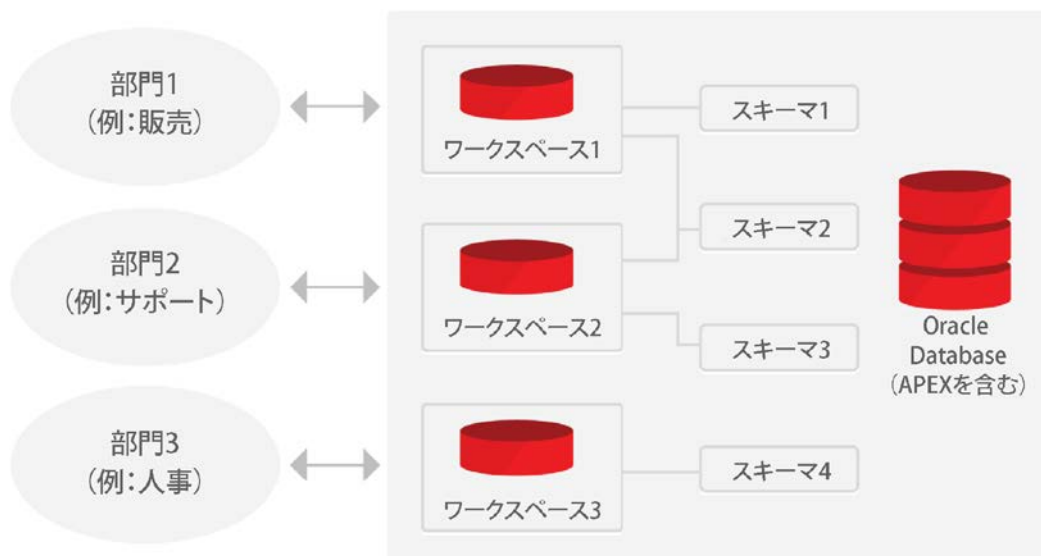 部門1
(例：販売)
ワークスペース1
スキーマ1
部門2
(例：サポート)
ワークスペース2
スキーマ2
スキーマ3
部門3
(例：人事)
ワークスペース3
スキーマ4
Oracle
Database
(APEXを含む)